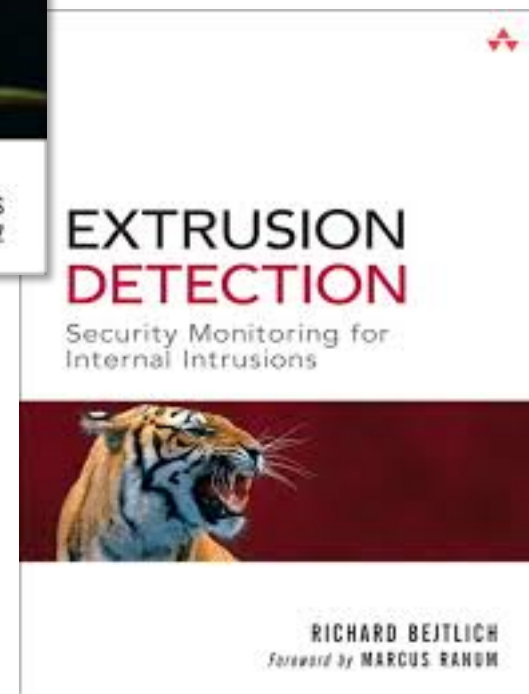 EXTRUSION
DETECTION
Security Monitoring for
Internal Intrusions
RICHARD BEJTLICH
Foreword by MARCUS RANUM